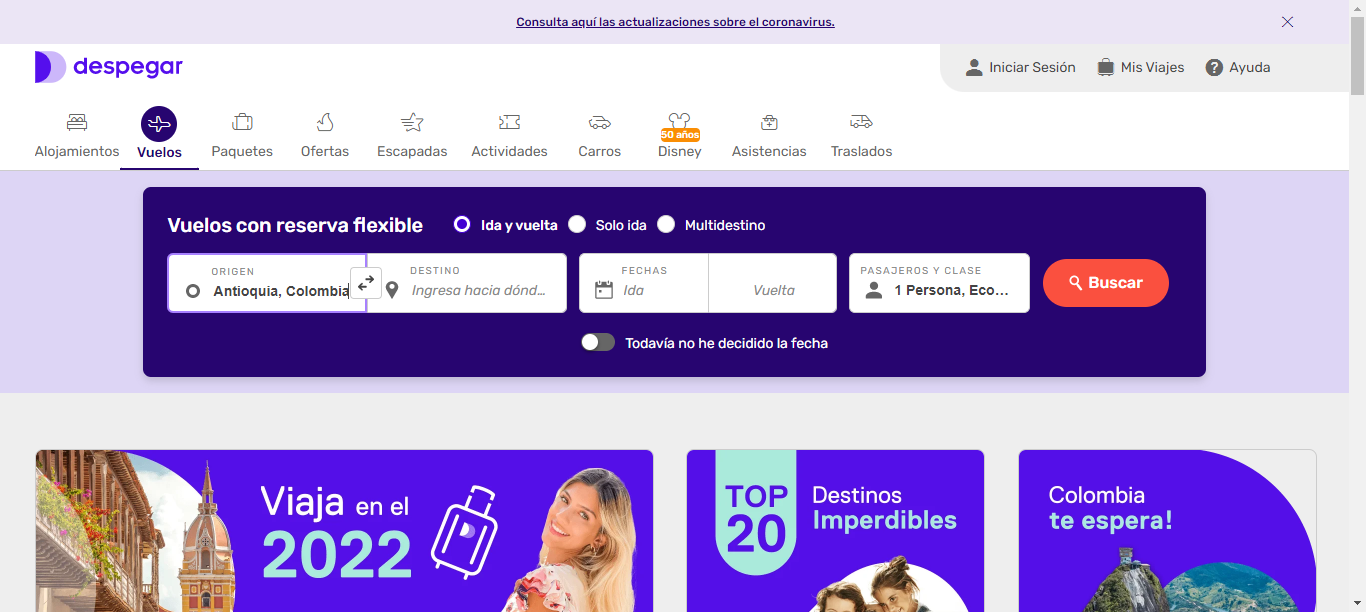 Consulta aquí las actualizaciones sobre el coronavirus.
despegar
Iniciar Sesión
Mis Viajes
? Ayuda
Alojamientos
Vuelos
Paquetes
Ofertas
Escapadas
Actividades
Carros
50 años
Disney
Asistencias
Traslados
Vuelos con reserva flexible
Ida y vuelta
Solo ida
Multidestino
ORIGEN
Antioquia, Colombia
DESTINO
Ingresa hacia dónd...
FECHAS
Ida
Vuelta
PASAJEROS Y CLASE
1 Persona, Eco...
Buscar
Todavía no he decidido la fecha
Viaja en el
2022
TOP
20
Destinos
Imperdibles
Colombia
te espera!